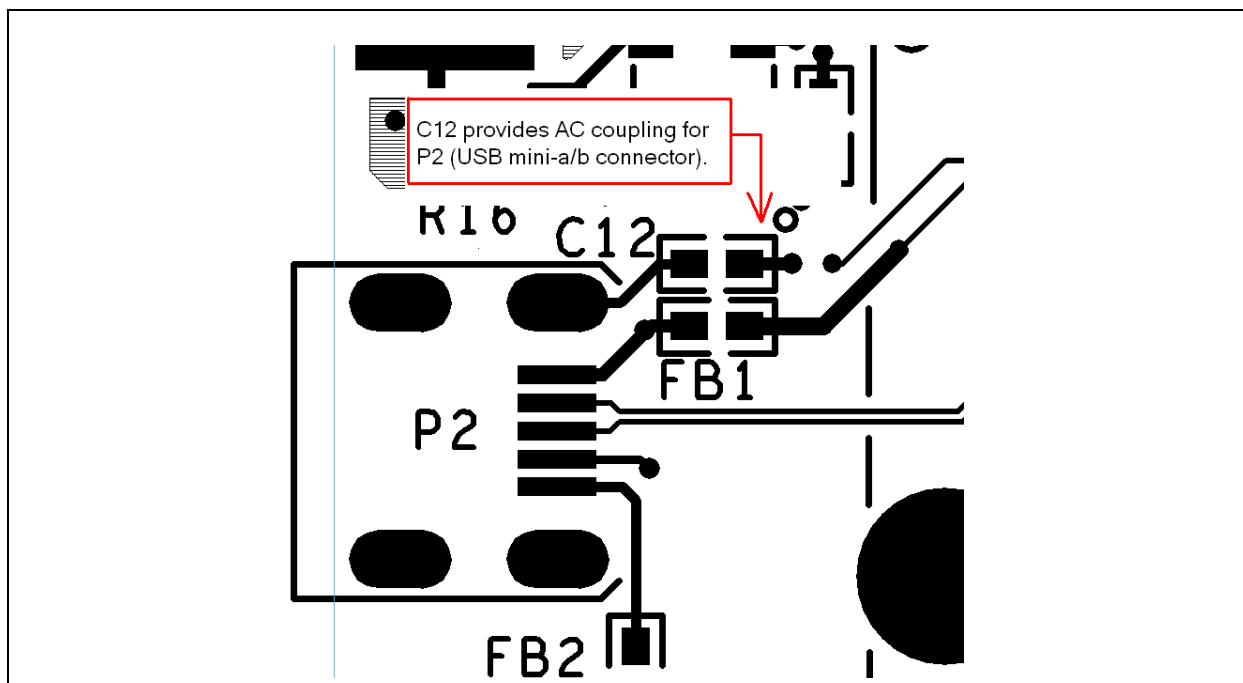 C12 provides AC coupling for
P2 (USB mini-a/b connector).
R16
C12
FB1
P2
FB2